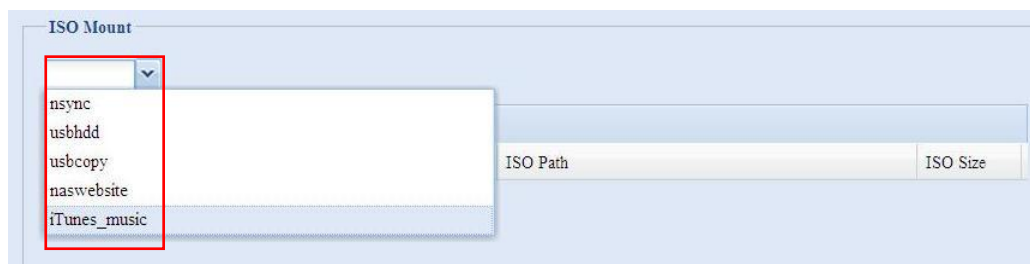 ISO Mount
nsync
usbhdd
usbcopy
ISO Path ISO Size
naswebsite
iTunes_music